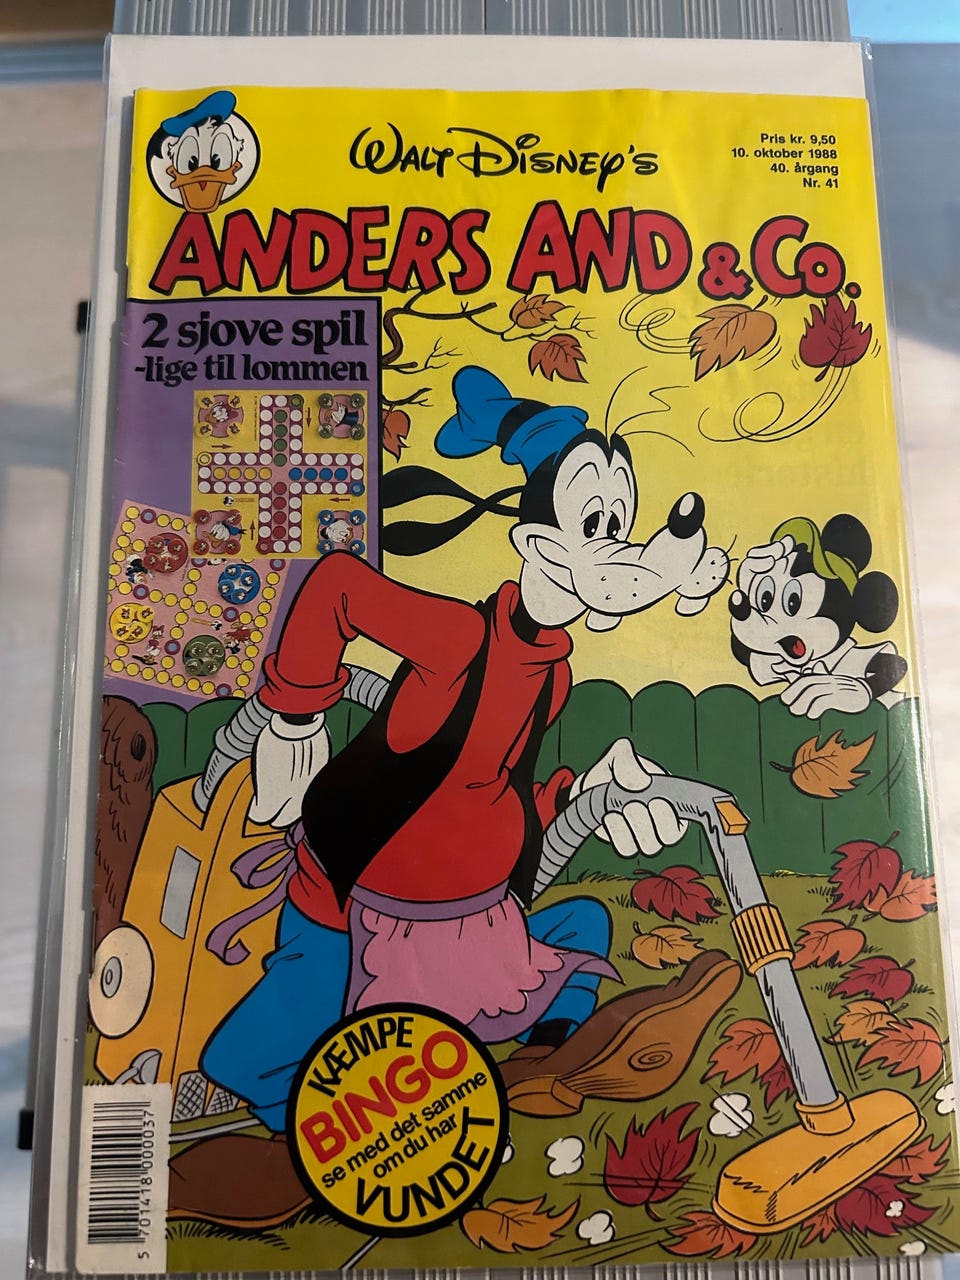 WALT DISNEY'S
Pris kr. 9,50
10. oktober 1988
40. årgang
Nr. 41
ANDERS AND & Co.
2 sjove spil
-lige til lommen
KÆMPE
BINGO
se med det samme
om du har
VUNDET
5 701418 000037